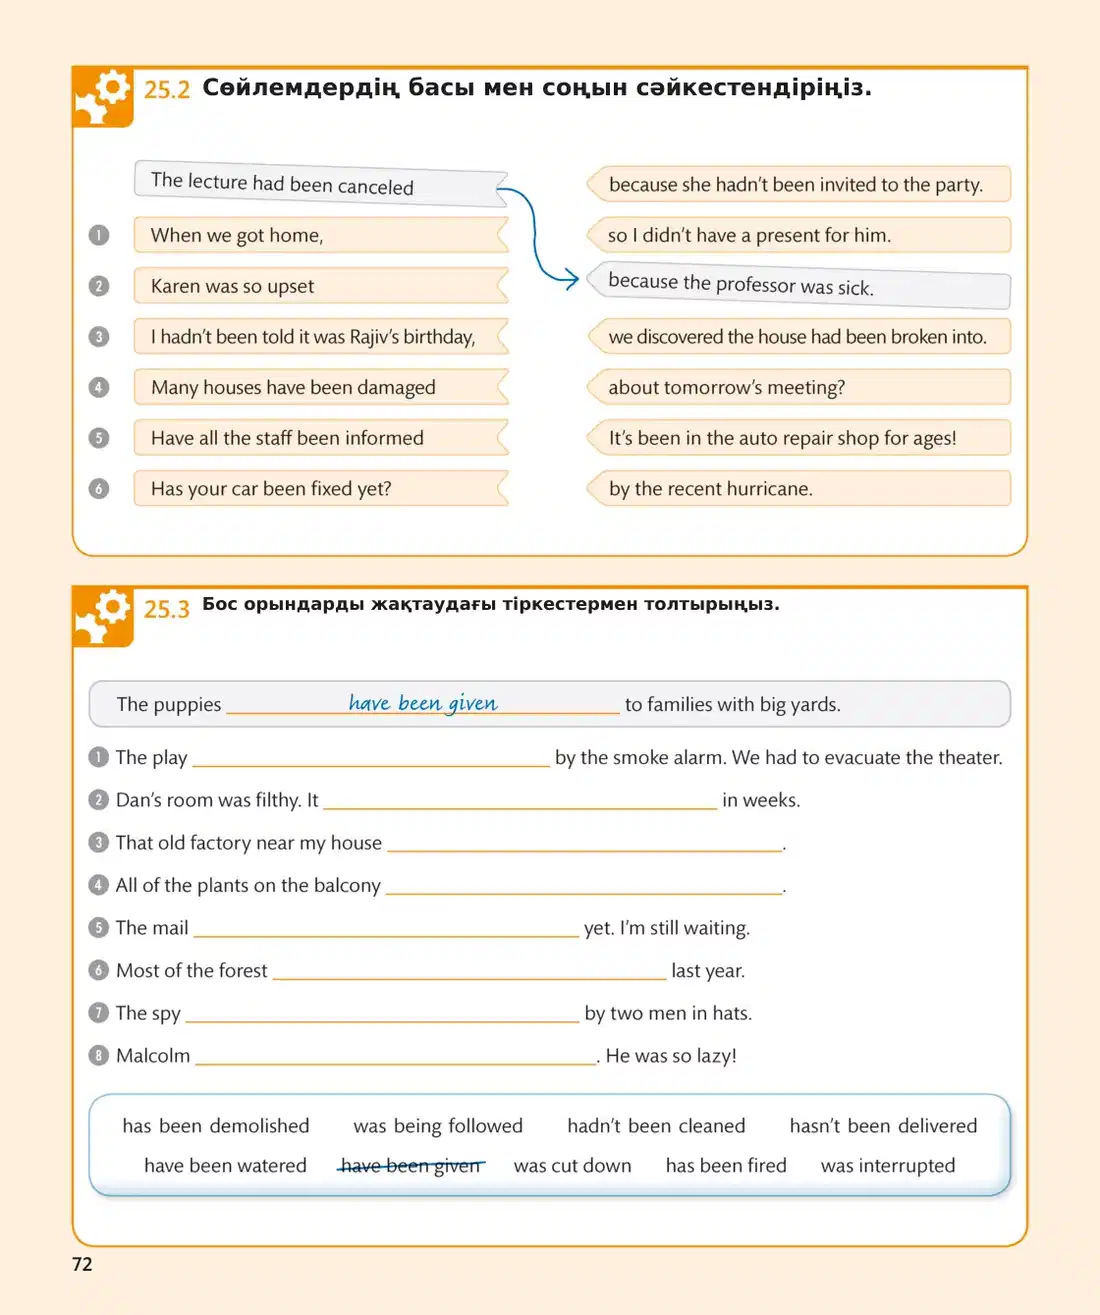 25.2 Сөйлемдердің басы мен соңын сәйкестендіріңіз.
The lecture had been canceled
because she hadn't been invited to the party.
1 When we got home,
so I didn't have a present for him.
2 Karen was so upset
because the professor was sick.
3 I hadn't been told it was Rajiv's birthday,
we discovered the house had been broken into.
4 Many houses have been damaged
about tomorrow's meeting?
5 Have all the staff been informed
It's been in the auto repair shop for ages!
6 Has your car been fixed yet?
by the recent hurricane.
25.3 Бос орындарды жақтаудағы тіркестермен толтырыңыз.
The puppies have been given to families with big yards.
1 The play by the smoke alarm. We had to evacuate the theater.
2 Dan's room was filthy. It in weeks.
3 That old factory near my house .
4 All of the plants on the balcony .
5 The mail yet. I'm still waiting.
6 Most of the forest last year.
7 The spy by two men in hats.
8 Malcolm . He was so lazy!
has been demolished was being followed hadn't been cleaned hasn't been delivered
have been watered have been given was cut down has been fired was interrupted
72